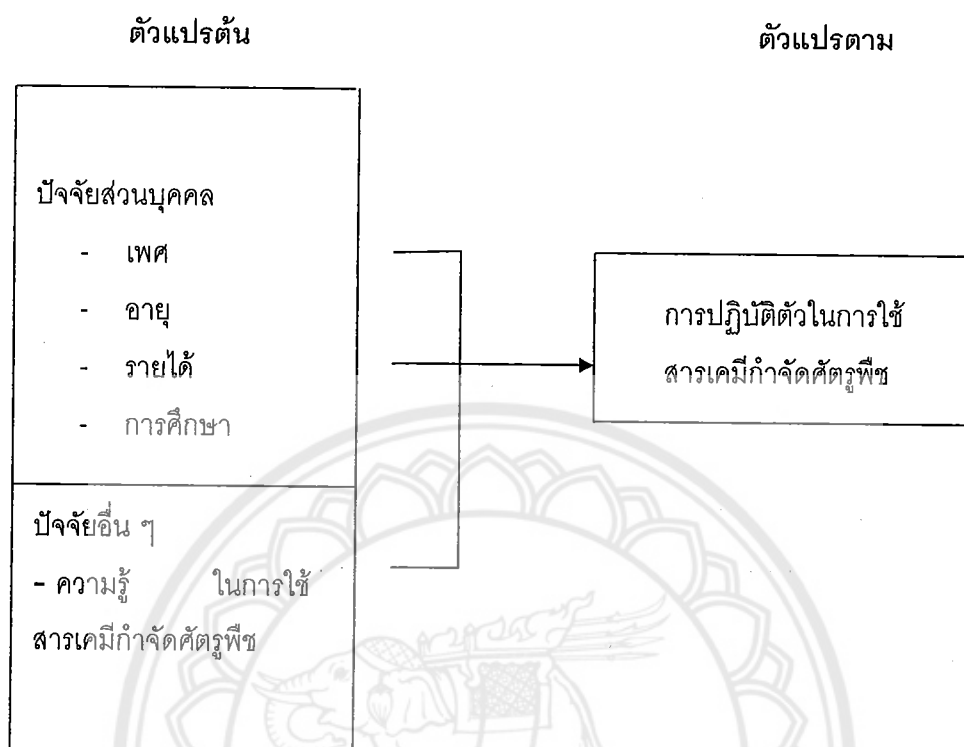 ตัวแปรต้น
ตัวแปรตาม
ปัจจัยส่วนบุคคล
- เพศ
- อายุ
- รายได้
- การศึกษา
ปัจจัยอื่น ๆ
- ความรู้ ในการใช้
สารเคมีกำจัดศัตรูพืช
การปฏิบัติตัวในการใช้
สารเคมีกำจัดศัตรูพืช